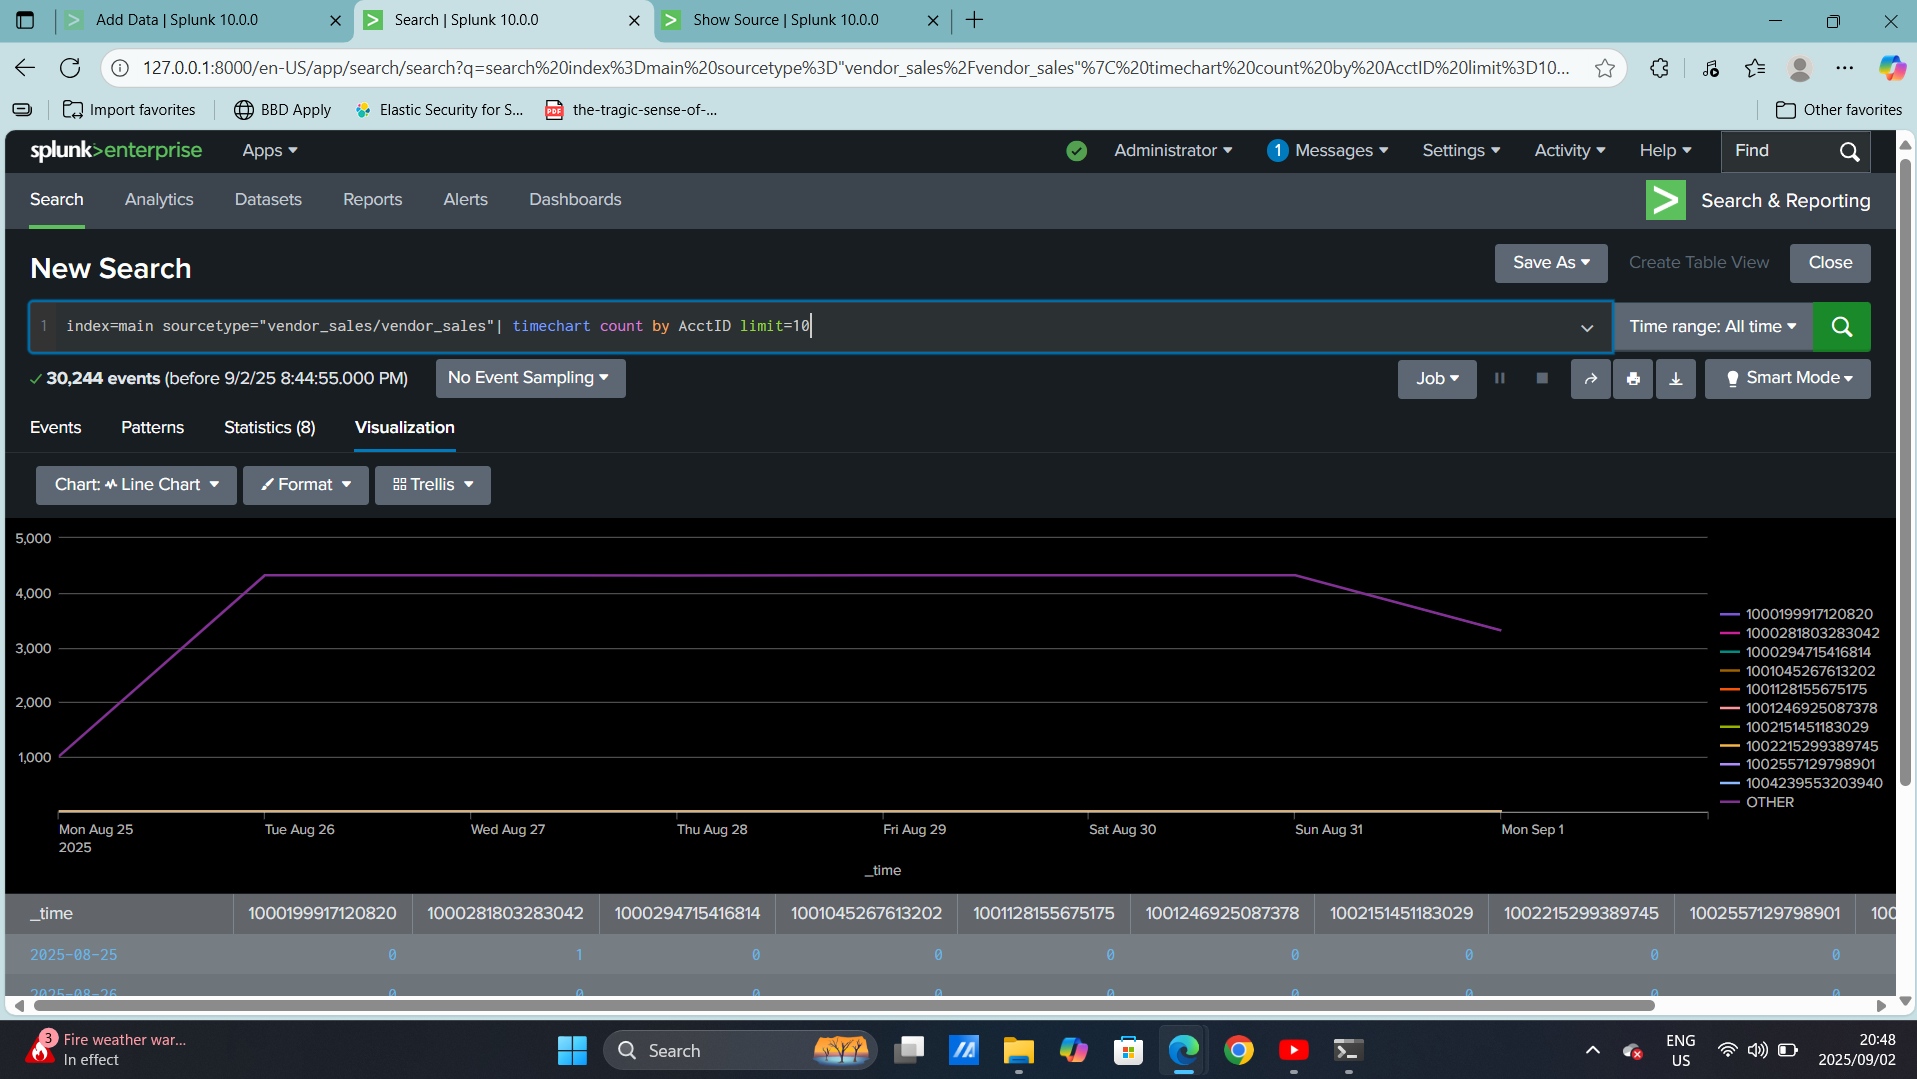 Add Data | Splunk 10.0.0
Search | Splunk 10.0.0
Show Source | Splunk 10.0.0
127.0.0.1:8000/en-US/app/search/search?q=search%20index%3Dmain%20sourcetype%3D"vendor_sales%2Fvendor_sales"%7C%20timechart%20count%20by%20AcctID%20limit%3D10...
Import favorites
BBD Apply
Elastic Security for S...
PDF
the-tragic-sense-of-...
Other favorites
splunk>enterprise
Apps
Administrator
1
Messages
Settings
Activity
Help
Find
Search
Analytics
Datasets
Reports
Alerts
Dashboards
Search & Reporting
New Search
Save As
Create Table View
Close
1
index=main sourcetype="vendor_sales/vendor_sales"| timechart count by AcctID limit=10
Time range: All time
30,244 events (before 9/2/25 8:44:55.000 PM)
No Event Sampling
Job
Smart Mode
Events
Patterns
Statistics (8)
Visualization
Chart: Line Chart
Format
Trellis
5,000
4,000
3,000
2,000
1,000
Mon Aug 25
2025
Tue Aug 26
Wed Aug 27
Thu Aug 28
Fri Aug 29
Sat Aug 30
Sun Aug 31
Mon Sep 1
_time
1000199917120820
1000281803283042
1000294715416814
1001045267613202
1001128155675175
1001246925087378
1002151451183029
1002215299389745
1002557129798901
1004239553203940
OTHER
_time 1000199917120820 1000281803283042 1000294715416814 1001045267613202 1001128155675175 1001246925087378 1002151451183029 1002215299389745 1002557129798901 100
2025-08-25 0 1 0 0 0 0 0 0 0
2025-08-26 0 0 0 0 0 0 0 0 0
3
Fire weather war...
In effect
Search
ENG
US
20:48
2025/09/02